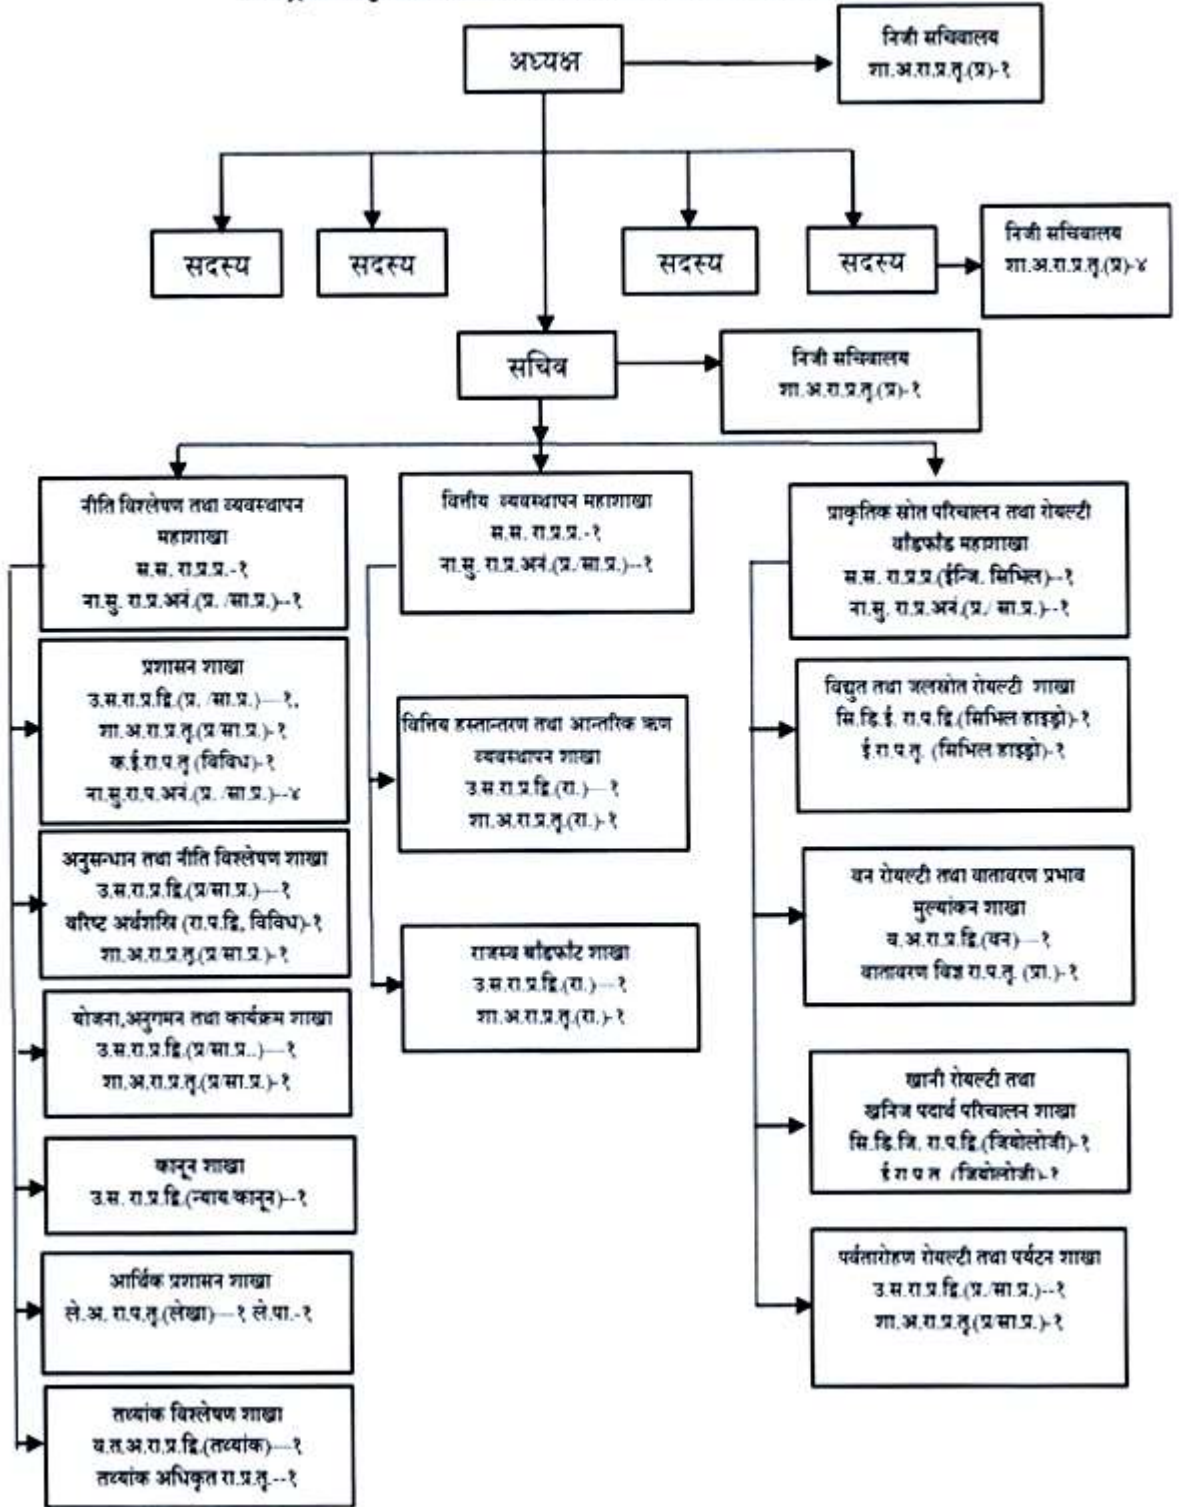 अध्यक्ष
निजी सचिवालय
शा.अ.रा.प्र.तृ.(प्र)-१
सदस्य
सदस्य
सदस्य
सदस्य
निजी सचिवालय
शा.अ.रा.प्र.तृ.(प्र)-४
सचिव
निजी सचिवालय
शा.अ.रा.प्र.तृ.(प्र)-१
नीति विश्लेषण तथा व्यवस्थापन
महाशाखा
स.स. रा.प्र.प्र.-१
ना.सु. रा.प्र.अनं.(प्र. /सा.प्र.)--१
प्रशासन शाखा
उ.स.रा.प्र.द्वि.(प्र. /सा.प्र.)---१,
शा.अ.रा.प्र.तृ.(प्र/सा.प्र.)-१
क.ई.रा.प.तृ (विविध)-१
ना.सु.रा.प.अनं.(प्र. /सा.प्र.)--४
अनुसन्धान तथा नीति विश्लेषण शाखा
उ.स.रा.प्र.द्वि.(प्र/सा.प्र.)---१
वरिष्ट अर्थशस्त्रि (रा.प.द्वि, विविध)-१
शा.अ.रा.प्र.तृ.(प्र/सा.प्र.)-१
योजना,अनुगमन तथा कार्यक्रम शाखा
उ.स.रा.प्र.द्वि.(प्र/सा.प्र..)---१
शा.अ.रा.प्र.तृ.(प्र/सा.प्र.)-१
कानून शाखा
उ.स. रा.प्र.द्वि.(न्याय/कानून)--१
आर्थिक प्रशासन शाखा
ले.अ. रा.प.तृ.(लेखा)---१ ले.पा.-१
तथ्यांक विश्लेषण शाखा
व.त.अ.रा.प्र.द्वि.(तथ्यांक)---१
तथ्यांक अधिकृत रा.प्र.तृ.--१
वित्तीय व्यवस्थापन महाशाखा
स.स. रा.प्र.प्र.-१
ना.सु. रा.प्र.अनं.(प्र./सा.प्र.)--१
वित्तिय हस्तान्तरण तथा आन्तरिक ऋण
व्यवस्थापन शाखा
उ.स.रा.प्र.द्वि.(रा.)---१
शा.अ.रा.प्र.तृ.(रा.)-१
राजस्व बाँडफाँट शाखा
उ.स.रा.प्र.द्वि.(रा.)---१
शा.अ.रा.प्र.तृ.(रा.)-१
प्राकृतिक स्रोत परिचालन तथा रोयल्टी
बाँडफाँड महाशाखा
स.स. रा.प्र.प्र.(ईन्जि. सिभिल)--१
ना.सु. रा.प्र.अनं.(प्र./ सा.प्र.)--१
विद्युत तथा जलस्रोत रोयल्टी शाखा
सि.डि.ई. रा.प.द्वि.(सिभिल/हाइड्रो)-१
ई.रा.प.तृ. (सिभिल/हाइड्रो)-१
वन रोयल्टी तथा वातावरण प्रभाव
मुल्यांकन शाखा
व.अ.रा.प्र.द्वि.(वन)---१
वातावरण विज्ञ रा.प.तृ. (प्रा.)-१
खानी रोयल्टी तथा
खनिज पदार्थ परिचालन शाखा
सि.डि.जि. रा.प.द्वि.(जियोलोजी)-१
ई.रा.प.तृ. (जियोलोजी)-१
पर्वतारोहण रोयल्टी तथा पर्यटन शाखा
उ.स.रा.प्र.द्वि.(प्र./सा.प्र.)--१
शा.अ.रा.प्र.तृ.(प्र/सा.प्र.)-१